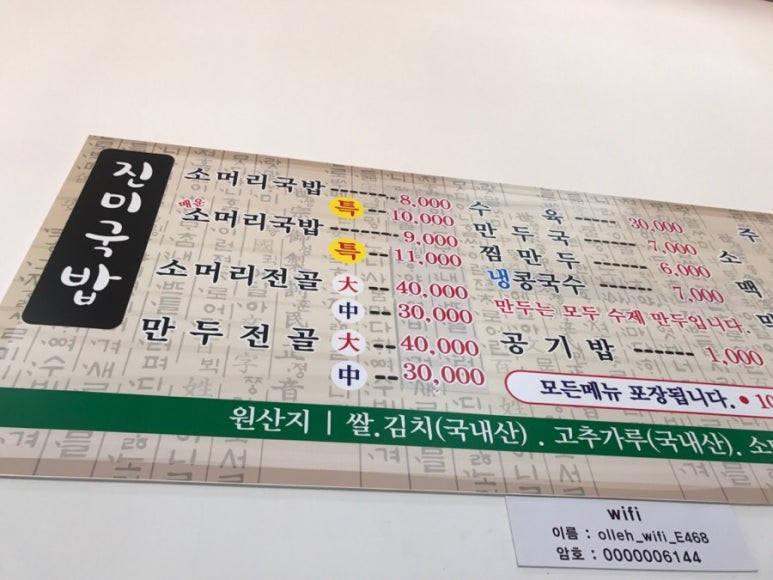 진미국밥
소머리국밥 ------- 8,000
특 -- 10,000
매운 소머리국밥 ------- 9,000
특 -- 11,000
소머리전골 大 -- 40,000
中 -- 30,000
만두전골 大 -- 40,000
中 -- 30,000
수육 ----- 30,000
만두국 ----- 7,000
찜만두 ----- 6,000
냉콩국수 ----- 7,000
만두는 모두 수제 만두입니다.
공기밥 ------ 1,000
주
소
맥
모든메뉴 포장됩니다. • 10
원산지 | 쌀.김치(국내산) . 고추가루(국내산). 소
wifi
이름 : olleh_wifi_E468
암호 : 0000006144